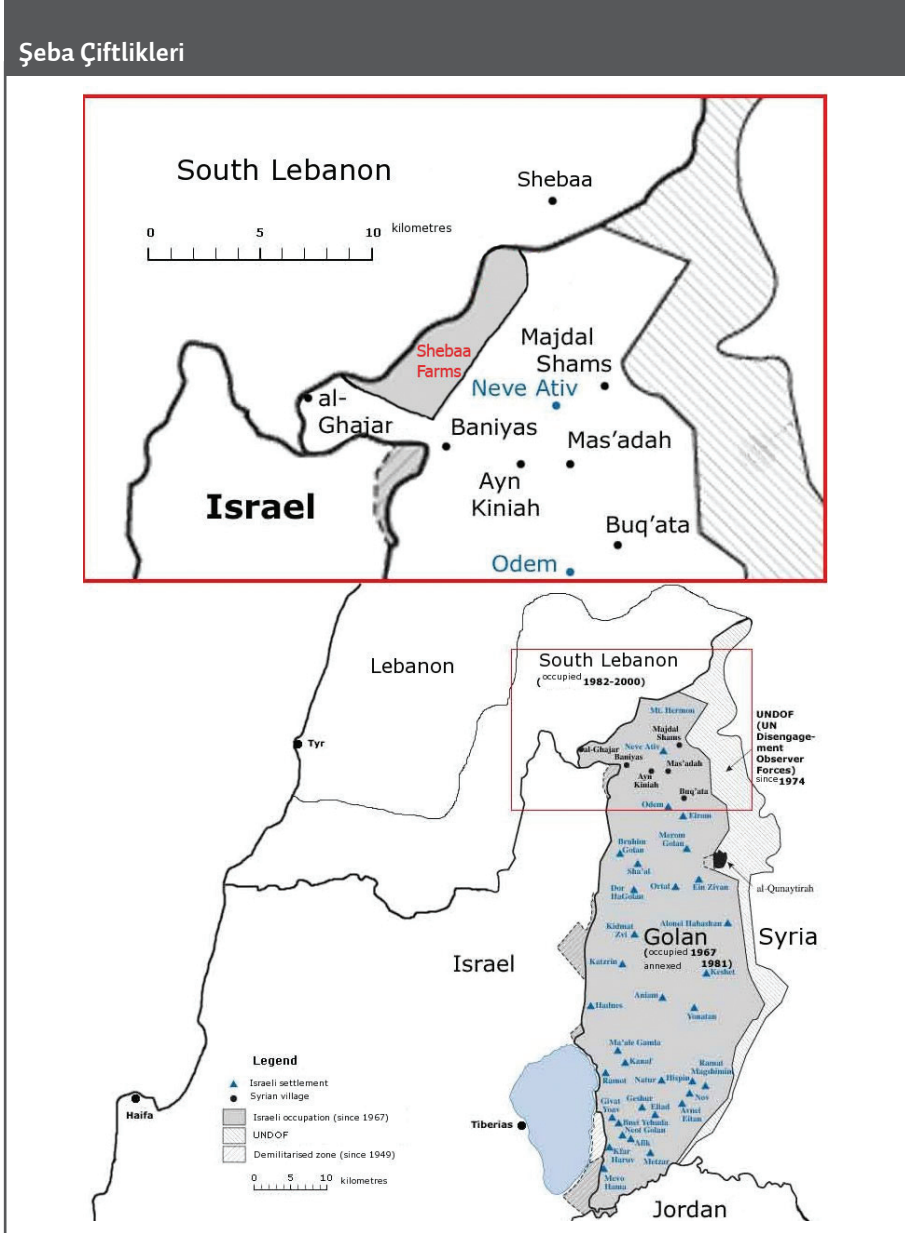 Şeba Çiftlikleri
South Lebanon
Shebaa
0 5 10 kilometres
Majdal
Shams
Shebaa
Farms
Neve Ativ
al-
Ghajar
Baniyas
Mas'adah
Ayn
Kiniah
Israel
Buq'ata
Odem
Lebanon
South Lebanon
(occupied 1982-2000)
Mt. Hermon
UNDOF
(UN
Disengage-
ment
Observer
Forces)
since 1974
Majdal
Shams
Tyr
al-Ghajar
Neve Ativ
Baniyas
Mas'adah
Ayn
Kiniah
Buq'ata
Odem
Elrom
Merom
Golan
Bruhim
Golan
Sha'al
al-Qunaytirah
Dor
HaGolan
Ortal
Ein Zivan
Kidmat
Zvi
Alonei Habashan
Golan
(occupied 1967
annexed 1981)
Syria
Israel
Katzrin
Keshet
Aniam
Hadnes
Yonatan
Ma'ale Gamla
Kanaf
Ramat
Magshimim
Ramot
Natur
Hispin
Nov
Givat
Yoav
Geshur
Eliad
Avnei
Eitan
Bnei Yehuda
Neot Golan
Afik
Kfar
Haruv
Metzar
Mevo
Hama
Tiberias
Haifa
Legend
Israeli settlement
Syrian village
Israeli occupation (since 1967)
UNDOF
Demilitarised zone (since 1949)
0 5 10 kilometres
Jordan